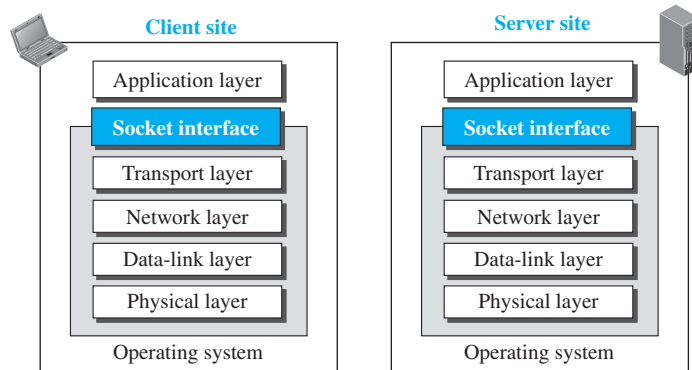 Client site
Application layer
Socket interface
Transport layer
Network layer
Data-link layer
Physical layer
Operating system
Server site
Application layer
Socket interface
Transport layer
Network layer
Data-link layer
Physical layer
Operating system